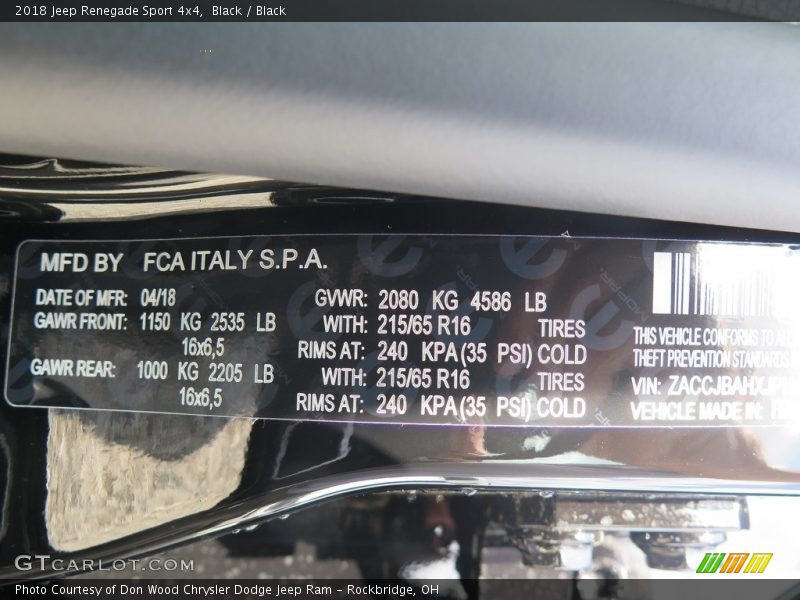 2018 Jeep Renegade Sport 4x4,  Black / Black
MFD BY FCA ITALY S.P.A.
DATE OF MFR: 04/18 GVWR: 2080 KG 4586 LB
GAWR FRONT: 1150 KG 2535 LB WITH: 215/65 R16 TIRES
16x6,5 RIMS AT: 240 KPA (35 PSI) COLD
GAWR REAR: 1000 KG 2205 LB WITH: 215/65 R16 TIRES
16x6,5 RIMS AT: 240 KPA (35 PSI) COLD
THIS VEHICLE CONFORMS TO
THEFT PREVENTION STANDARDS
VIN: ZACCJBAHXJP
VEHICLE MADE IN:
GTCARLOT.COM
Photo Courtesy of Don Wood Chrysler Dodge Jeep Ram - Rockbridge, OH